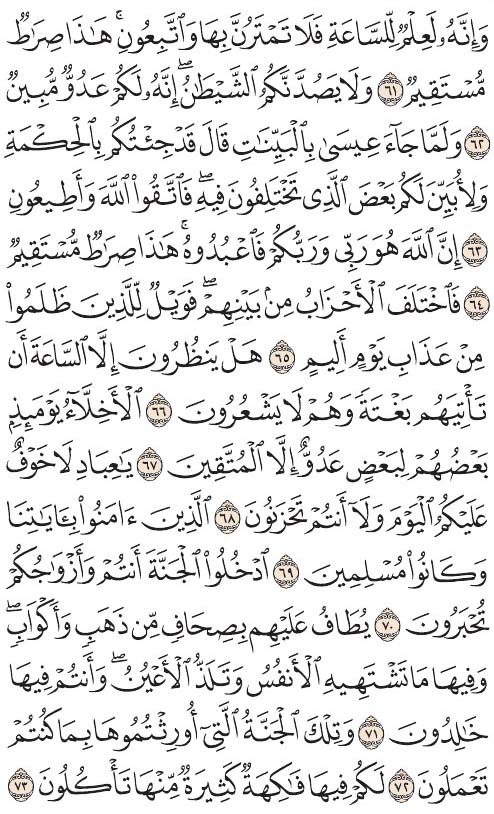 وَإِنَّهُۥ لَعِلْمٌ لِّلسَّاعَةِ فَلَا تَمْتَرُنَّ بِهَا وَٱتَّبِعُونِۚ هَـٰذَا صِرَٰطٌ
مُّسْتَقِيمٌ ٦١ وَلَا يَصُدَّنَّكُمُ ٱلشَّيْطَـٰنُۖ إِنَّهُۥ لَكُمْ عَدُوٌّ مُّبِينٌ
٦٢ وَلَمَّا جَآءَ عِيسَىٰ بِٱلْبَيِّنَـٰتِ قَالَ قَدْ جِئْتُكُم بِٱلْحِكْمَةِ
وَلِأُبَيِّنَ لَكُم بَعْضَ ٱلَّذِى تَخْتَلِفُونَ فِيهِۖ فَٱتَّقُوا۟ ٱللَّهَ وَأَطِيعُونِ
٦٣ إِنَّ ٱللَّهَ هُوَ رَبِّى وَرَبُّكُمْ فَٱعْبُدُوهُۚ هَـٰذَا صِرَٰطٌ مُّسْتَقِيمٌ
٦٤ فَٱخْتَلَفَ ٱلْأَحْزَابُ مِنۢ بَيْنِهِمْۖ فَوَيْلٌ لِّلَّذِينَ ظَلَمُوا۟
مِنْ عَذَابِ يَوْمٍ أَلِيمٍ ٦٥ هَلْ يَنظُرُونَ إِلَّا ٱلسَّاعَةَ أَن
تَأْتِيَهُم بَغْتَةً وَهُمْ لَا يَشْعُرُونَ ٦٦ ٱلْأَخِلَّآءُ يَوْمَئِذٍۭ
بَعْضُهُمْ لِبَعْضٍ عَدُوٌّ إِلَّا ٱلْمُتَّقِينَ ٦٧ يَـٰعِبَادِ لَا خَوْفٌ
عَلَيْكُمُ ٱلْيَوْمَ وَلَآ أَنتُمْ تَحْزَنُونَ ٦٨ ٱلَّذِينَ ءَامَنُوا۟ بِـَٔايَـٰتِنَا
وَكَانُوا۟ مُسْلِمِينَ ٦٩ ٱدْخُلُوا۟ ٱلْجَنَّةَ أَنتُمْ وَأَزْوَٰجُكُمْ
تُحْبَرُونَ ٧٠ يُطَافُ عَلَيْهِم بِصِحَافٍ مِّن ذَهَبٍ وَأَكْوَابٍۖ
وَفِيهَا مَا تَشْتَهِيهِ ٱلْأَنفُسُ وَتَلَذُّ ٱلْأَعْيُنُۖ وَأَنتُمْ فِيهَا
خَـٰلِدُونَ ٧١ وَتِلْكَ ٱلْجَنَّةُ ٱلَّتِىٓ أُورِثْتُمُوهَا بِمَا كُنتُمْ
تَعْمَلُونَ ٧٢ لَكُمْ فِيهَا فَـٰكِهَةٌ كَثِيرَةٌ مِّنْهَا تَأْكُلُونَ ٧٣